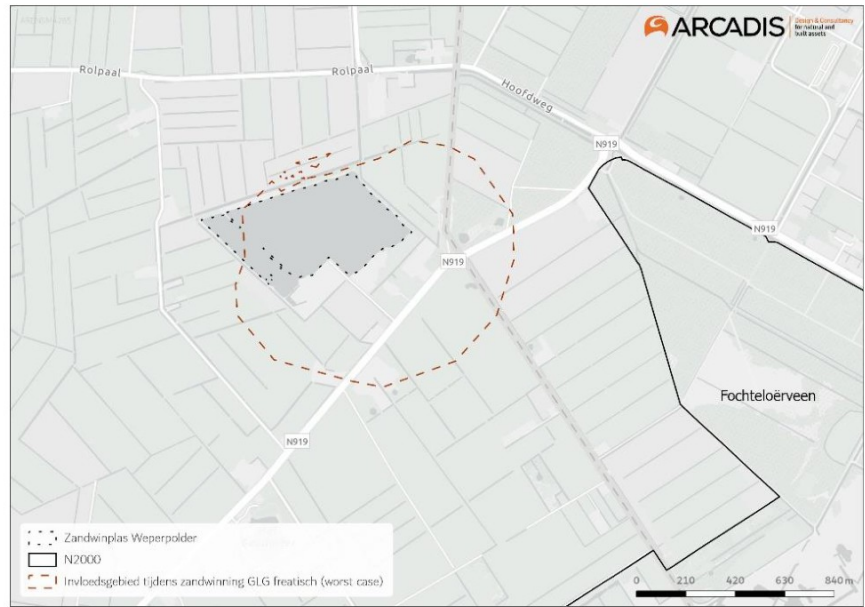 ARCADIS
Design & Consultancy
for natural and
built assets
Rolpaal
Rolpaal
Hoofdweg
N919
N919
N919
Fochteloërveen
N919
Zandwinplas Weperpolder
N2000
Invloedsgebied tijdens zandwinning GLG freatisch (worst case)
0 210 420 630 840 m